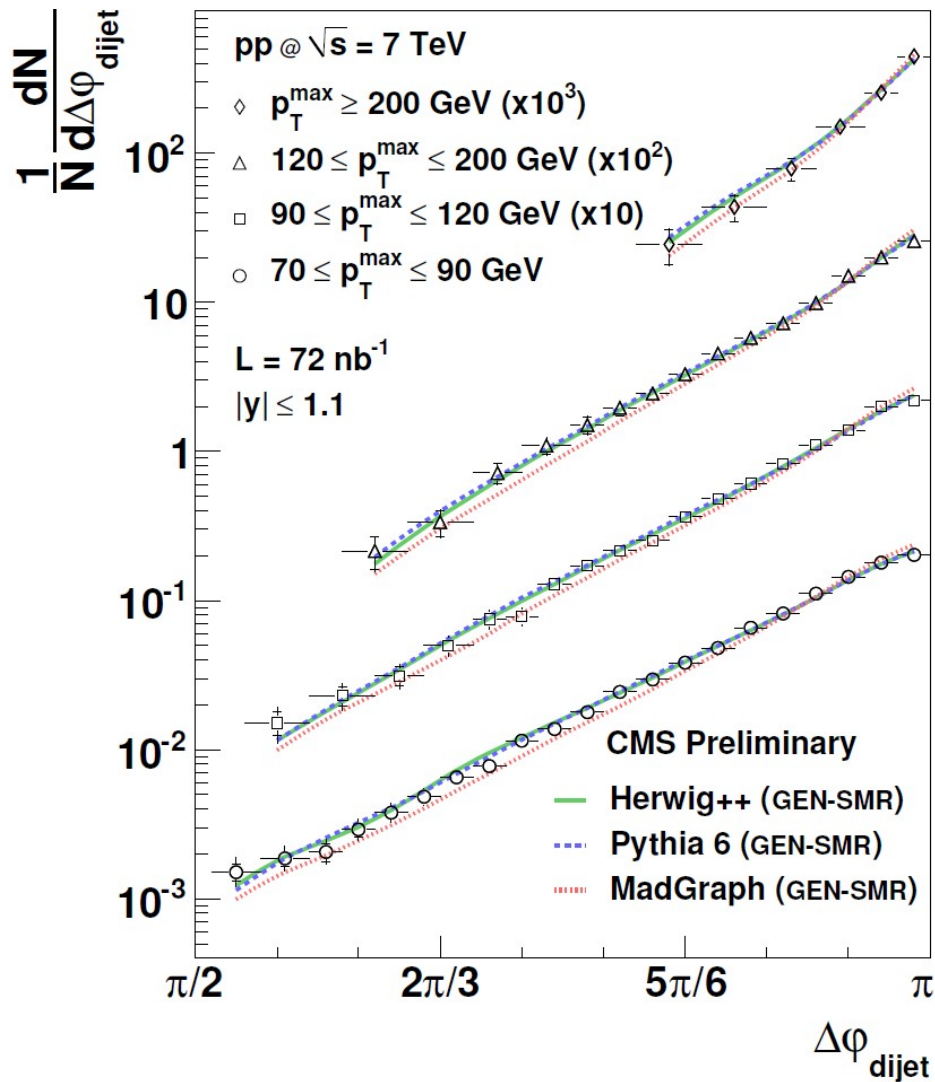 1/N dN/dΔφ_dijet
pp @ √s = 7 TeV
p_T^max ≥ 200 GeV (x10³)
120 ≤ p_T^max ≤ 200 GeV (x10²)
90 ≤ p_T^max ≤ 120 GeV (x10)
70 ≤ p_T^max ≤ 90 GeV
L = 72 nb⁻¹
|y| ≤ 1.1
10²
10
1
10⁻¹
10⁻²
10⁻³
CMS Preliminary
Herwig++ (GEN-SMR)
Pythia 6 (GEN-SMR)
MadGraph (GEN-SMR)
π/2 2π/3 5π/6 π
Δφ_dijet